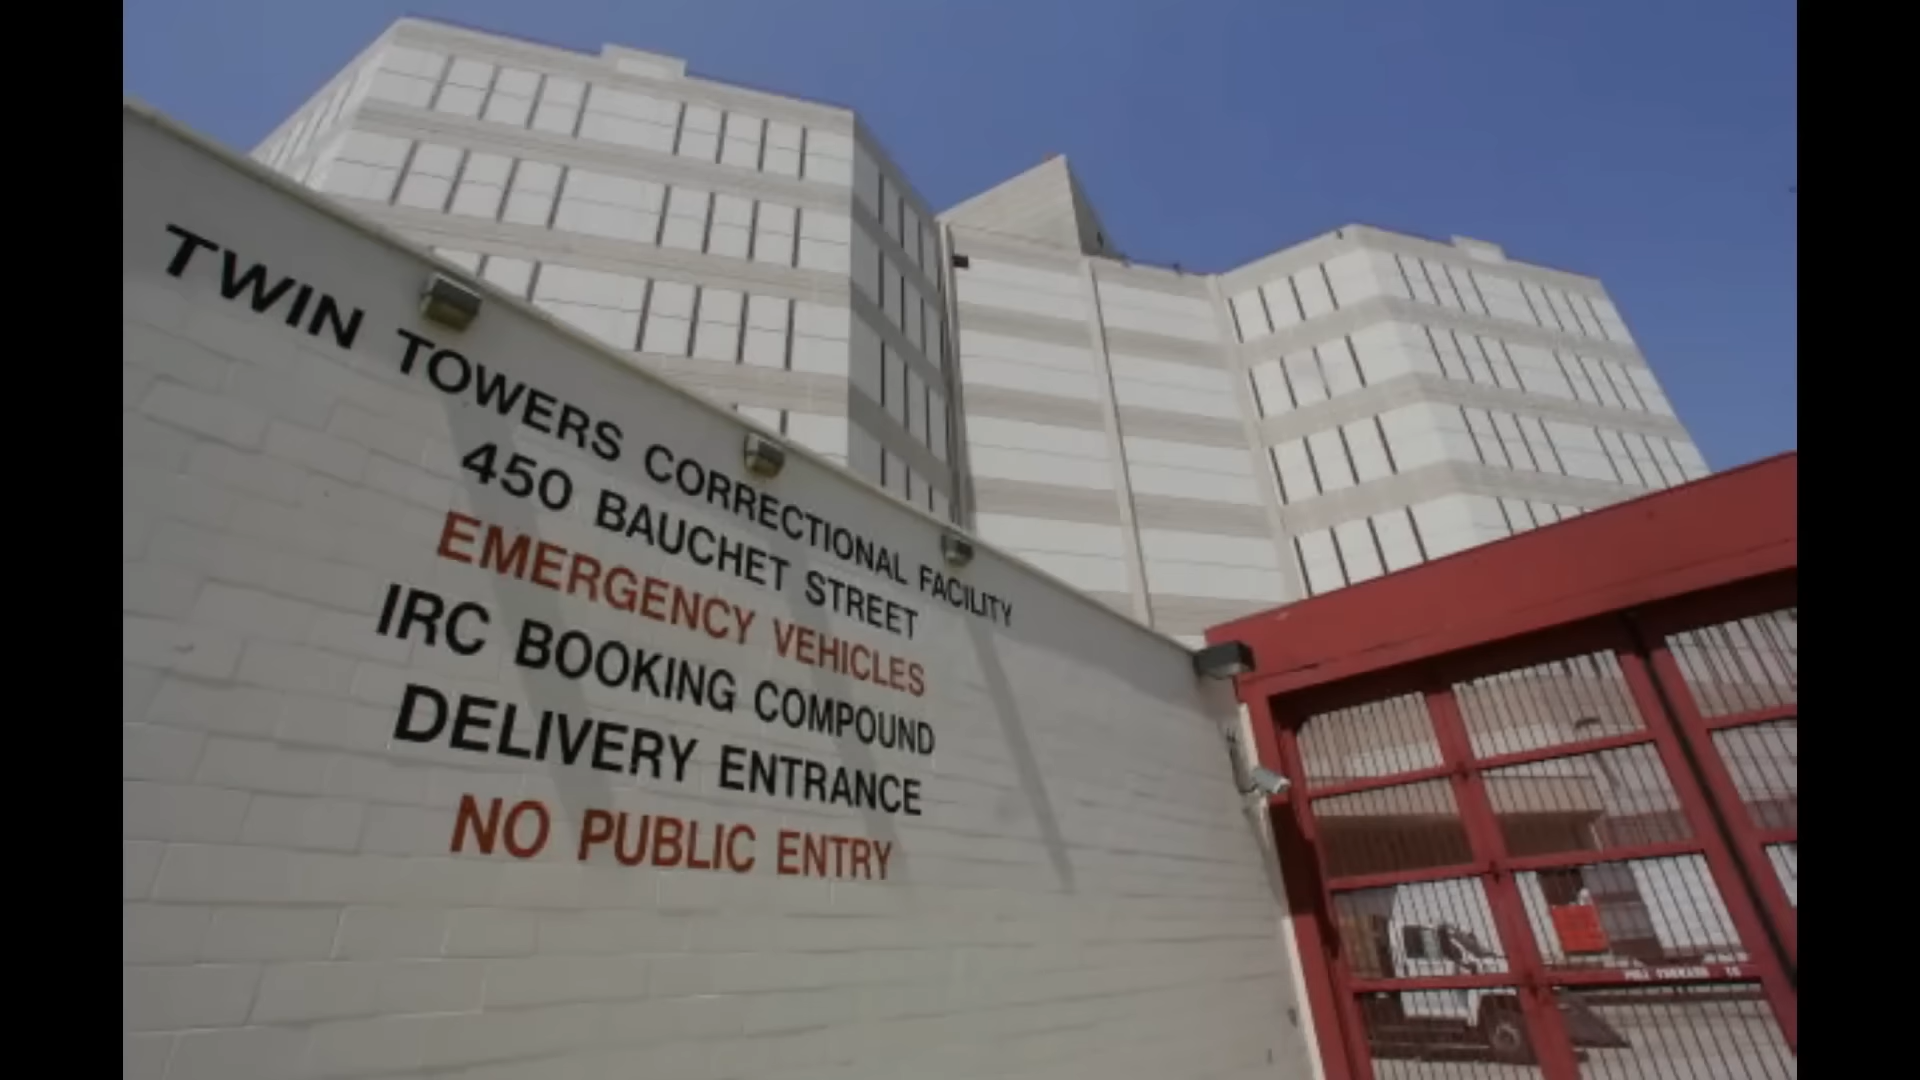 TWIN TOWERS CORRECTIONAL FACILITY
450 BAUCHET STREET
EMERGENCY VEHICLES
IRC BOOKING COMPOUND
DELIVERY ENTRANCE
NO PUBLIC ENTRY